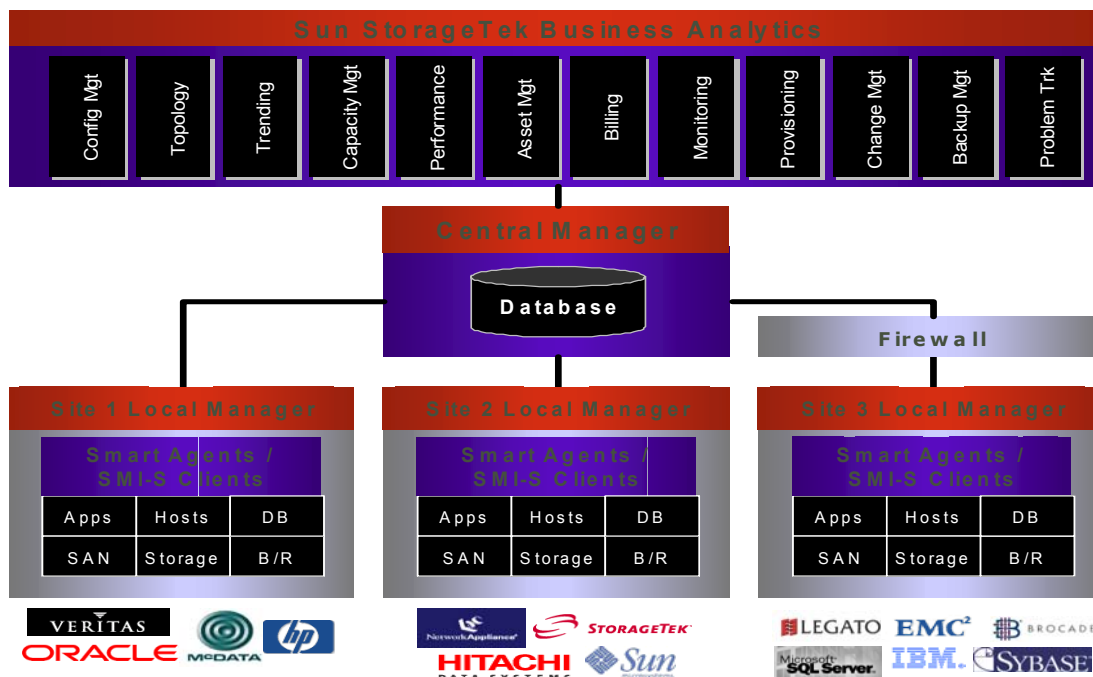 Sun StorageTek Business Analytics
Config Mgt
Topology
Trending
Capacity Mgt
Performance
Asset Mgt
Billing
Monitoring
Provisioning
Change Mgt
Backup Mgt
Problem Trk
Central Manager
Database
Firewall
Site 1 Local Manager
Smart Agents /
SMI-S Clients
Apps Hosts DB
SAN Storage B/R
Site 2 Local Manager
Smart Agents /
SMI-S Clients
Apps Hosts DB
SAN Storage B/R
Site 3 Local Manager
Smart Agents /
SMI-S Clients
Apps Hosts DB
SAN Storage B/R
VERITAS
ORACLE
McDATA
hp
NetworkAppliance
STORAGETEK
HITACHI
DATA SYSTEMS
Sun
microsystems
LEGATO
EMC²
BROCADE
Microsoft
SQL Server
IBM
SYBASE